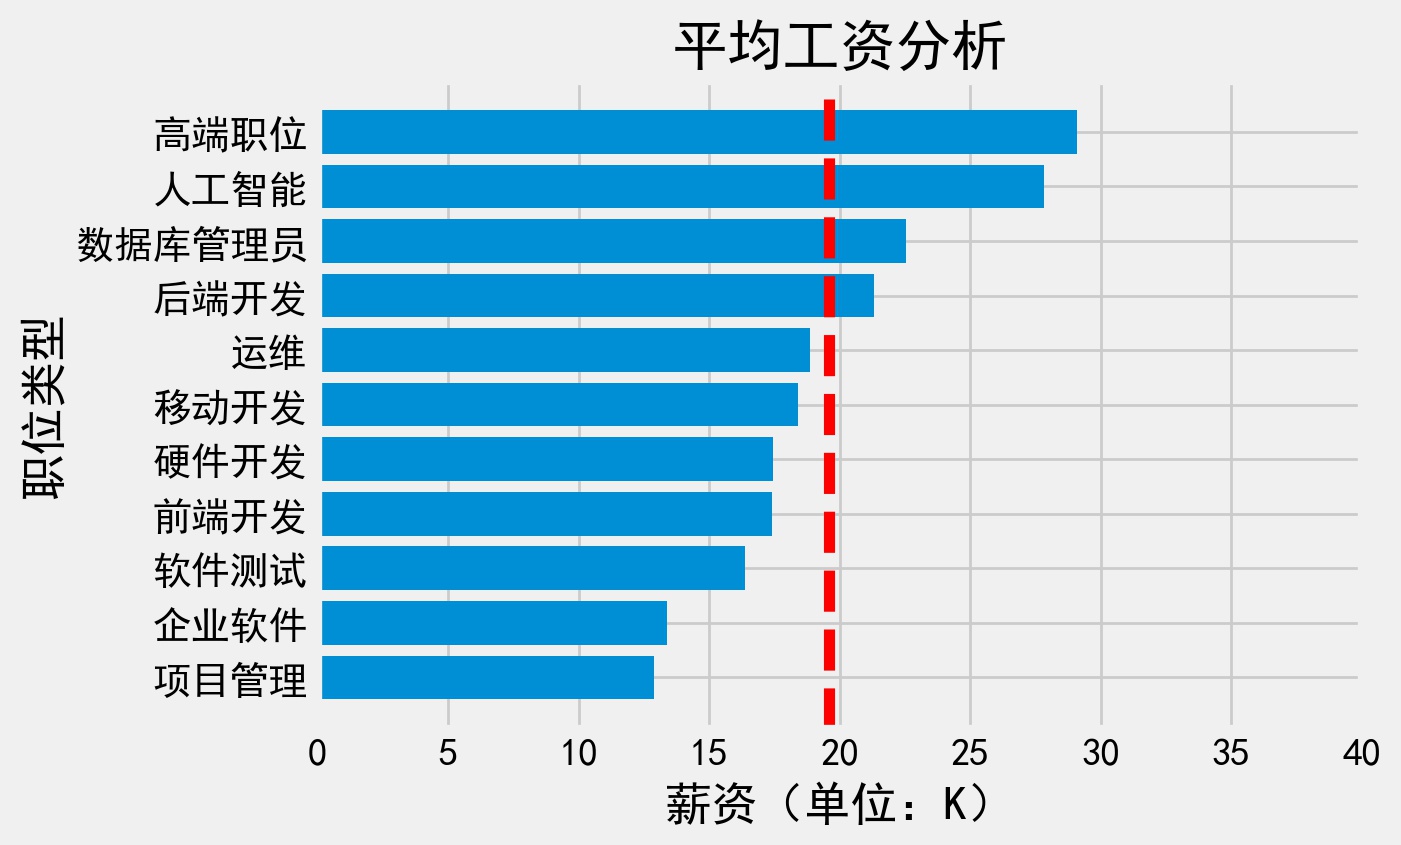 平均工资分析
职位类型
高端职位
人工智能
数据库管理员
后端开发
运维
移动开发
硬件开发
前端开发
软件测试
企业软件
项目管理
0 5 10 15 20 25 30 35 40
薪资（单位：K）